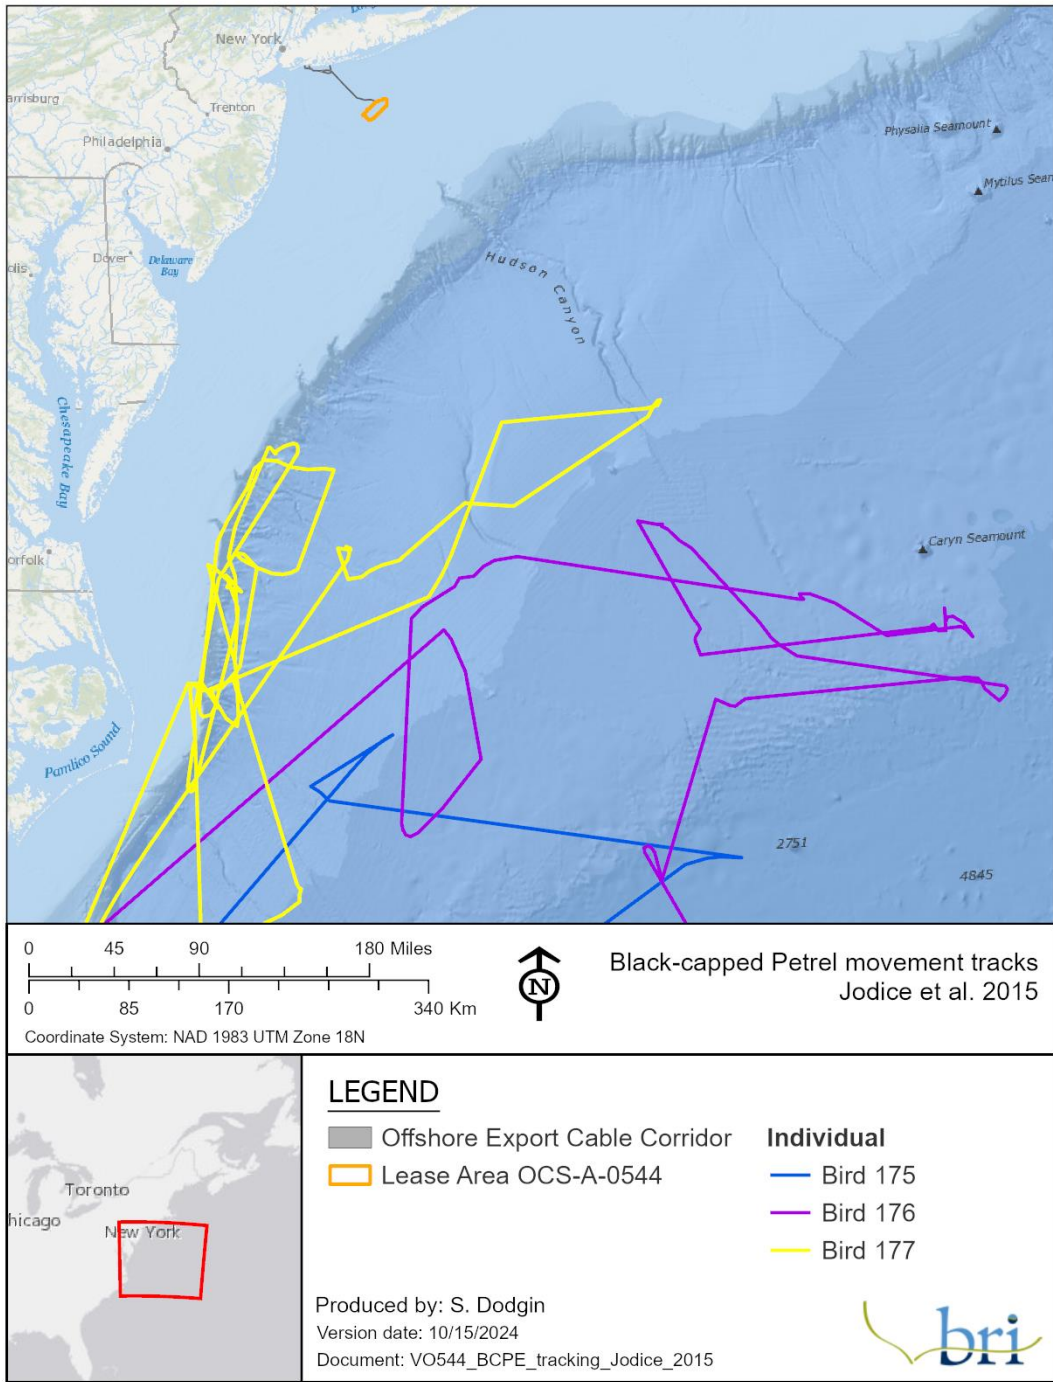 New York
Long Island
arrisburg
Trenton
Philadelphia
Physalia Seamount
Mytilus Seam
Dover
Delaware
Bay
olis
Hudson Canyon
Chesapeake Bay
Caryn Seamount
orfolk
Pamlico Sound
2751
4845
0 45 90 180 Miles
0 85 170 340 Km
Coordinate System: NAD 1983 UTM Zone 18N
N
Black-capped Petrel movement tracks
Jodice et al. 2015
Toronto
hicago
New York
LEGEND
Offshore Export Cable Corridor
Lease Area OCS-A-0544
Individual
Bird 175
Bird 176
Bird 177
Produced by: S. Dodgin
Version date: 10/15/2024
Document: VO544_BCPE_tracking_Jodice_2015
bri